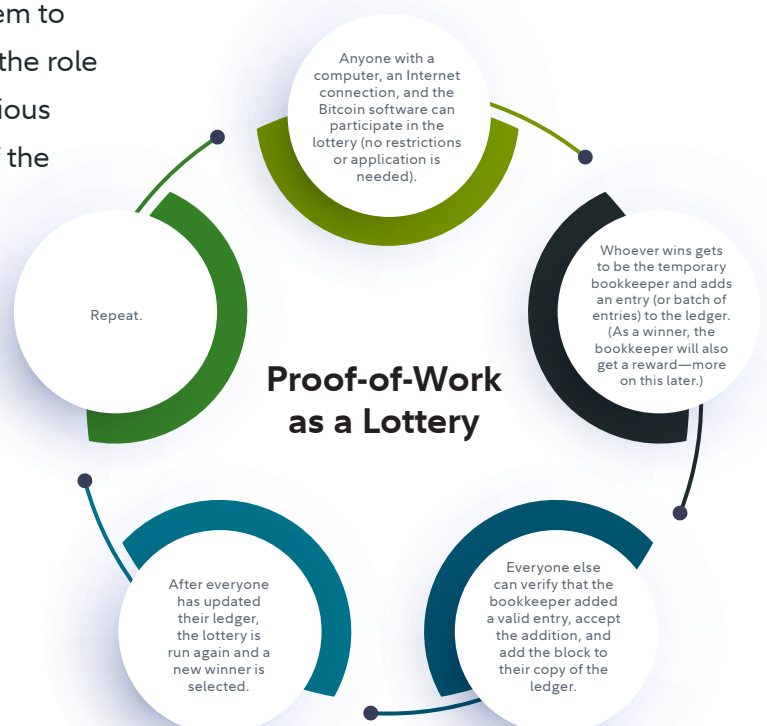 em to
the role
ious
the
Anyone with a
computer, an Internet
connection, and the
Bitcoin software can
participate in the
lottery (no restrictions
or application is
needed).
Whoever wins gets
to be the temporary
bookkeeper and adds
an entry (or batch of
entries) to the ledger.
(As a winner, the
bookkeeper will also
get a reward—more
on this later.)
Repeat.
Proof-of-Work
as a Lottery
Everyone else
can verify that the
bookkeeper added
a valid entry, accept
the addition, and
add the block to
their copy of the
ledger.
After everyone
has updated
their ledger,
the lottery is
run again and a
new winner is
selected.